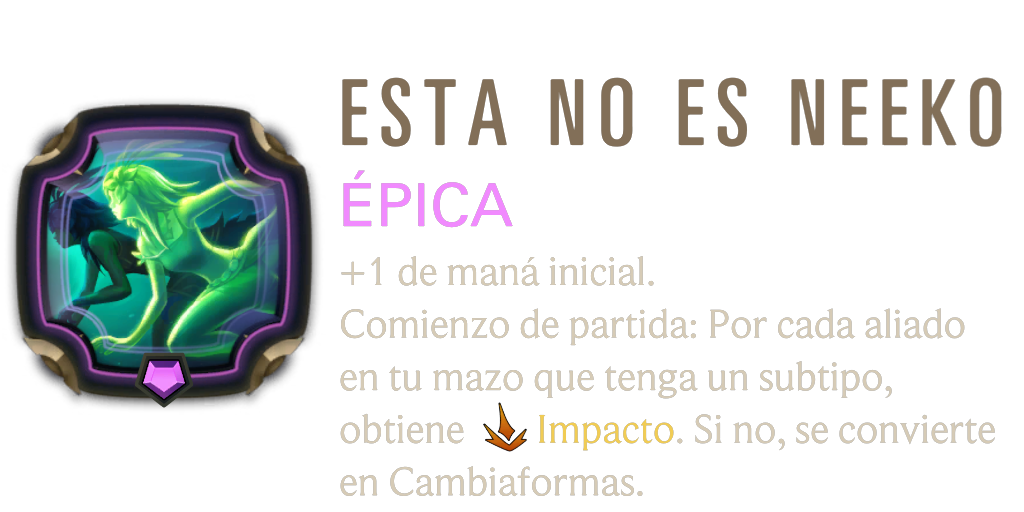 ESTA NO ES NEEKO
ÉPICA
+1 de maná inicial.
Comienzo de partida: Por cada aliado
en tu mazo que tenga un subtipo,
obtiene Impacto. Si no, se convierte
en Cambiaformas.